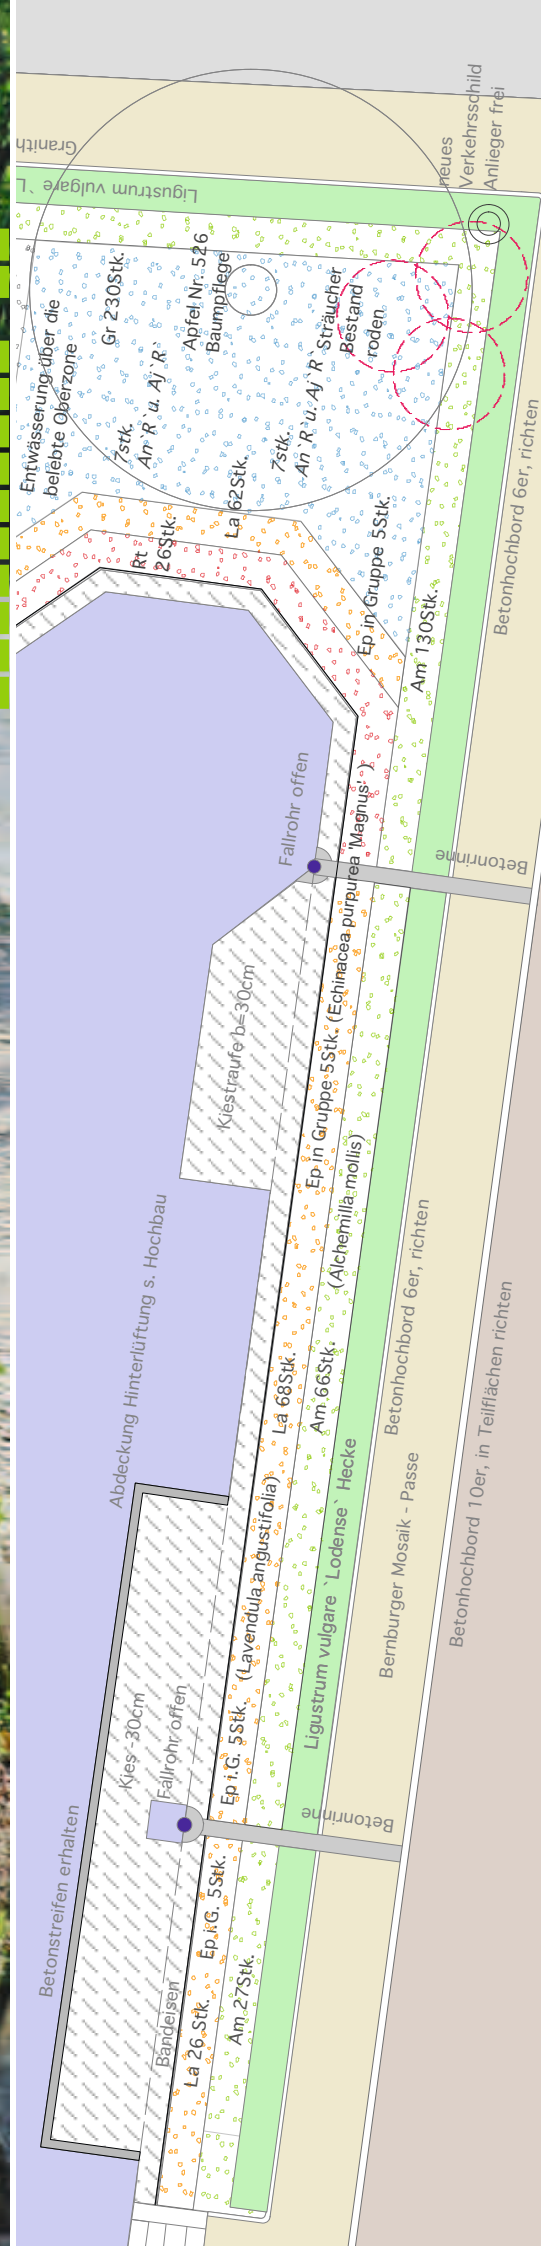 neues
Verkehrsschild
Anlieger frei
Granith
Ligustrum vulgare `L
Entwässerung über die
belebte Oberzone
Gr 230Stk.
7stk.
An`R`u. Aj`R`
Apfel Nr. 526
Baumpflege
Sträucher
Bestand
roden
7stk.
An`R`u. Aj`R`
La 62Stk.
Rt
26Stk.
Ep in Gruppe 5Stk.
Am 130Stk.
Betonhochbord 6er, richten
Fallrohr offen
Betonrinne
Kiestraufe b=30cm
Ep in Gruppe 5Stk. (Echinacea purpurea 'Magnus' )
(Alchemilla mollis)
Abdeckung Hinterlüftung s. Hochbau
La 68Stk.
Am 66Stk.
Betonhochbord 6er, richten
Betonhochbord 10er, in Teilflächen richten
Ligustrum vulgare `Lodense` Hecke
Bernburger Mosaik - Passe
(Lavendula angustifolia)
Ep i.G. 5Stk.
Kies -30cm
Fallrohr offen
Betonrinne
Betonstreifen erhalten
Ep i.G. 5Stk.
Bandeisen
La 26 Stk.
Am 27Stk.